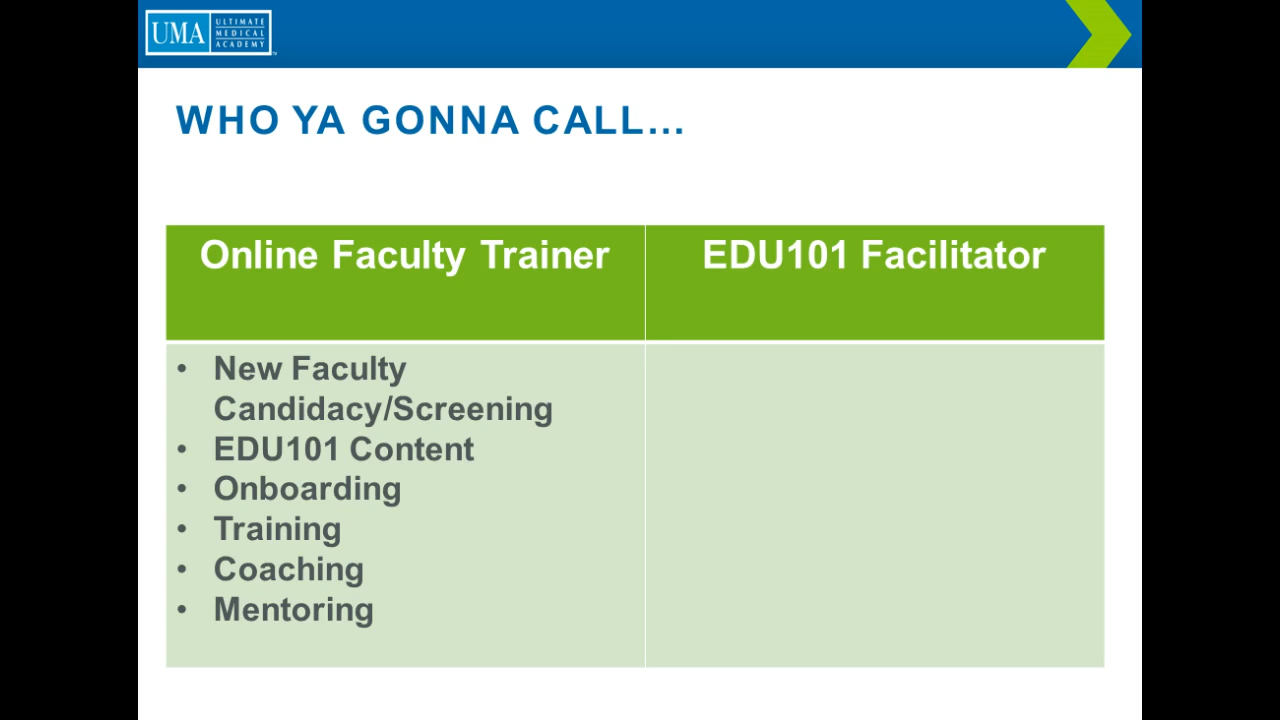 UMA
ULTIMATE
MEDICAL
ACADEMY
WHO YA GONNA CALL...
Online Faculty Trainer
EDU101 Facilitator
• New Faculty
Candidacy/Screening
• EDU101 Content
• Onboarding
• Training
• Coaching
• Mentoring